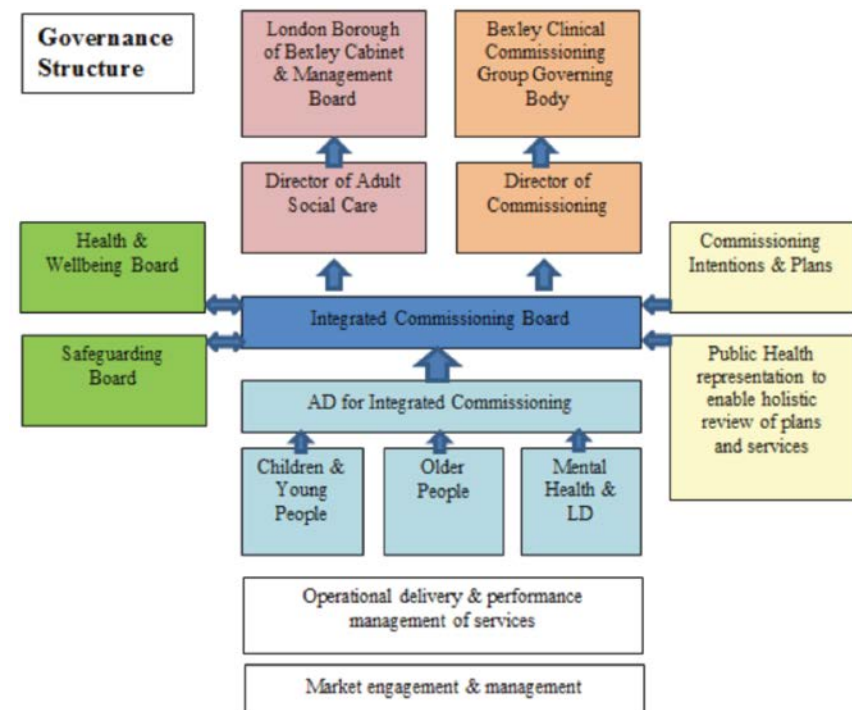 Governance
Structure
London Borough
of Bexley Cabinet
& Management
Board
Bexley Clinical
Commissioning
Group Governing
Body
Director of Adult
Social Care
Director of
Commissioning
Health &
Wellbeing Board
Commissioning
Intentions & Plans
Integrated Commissioning Board
Safeguarding
Board
Public Health
representation to
enable holistic
review of plans
and services
AD for Integrated Commissioning
Children &
Young
People
Older
People
Mental
Health &
LD
Operational delivery & performance
management of services
Market engagement & management